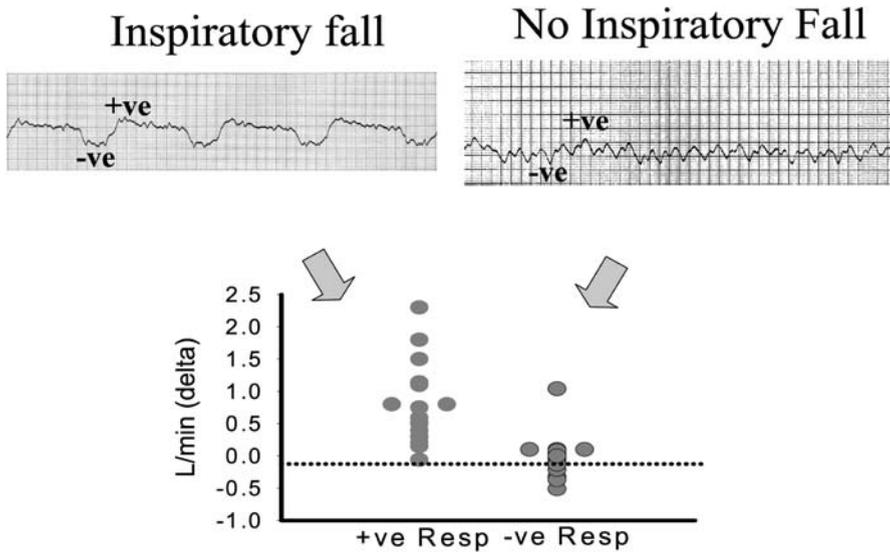 Inspiratory fall
No Inspiratory Fall
+ve
-ve
+ve
-ve
L/min (delta)
2.5
2.0
1.5
1.0
0.5
0.0
-0.5
-1.0
+ve Resp -ve Resp